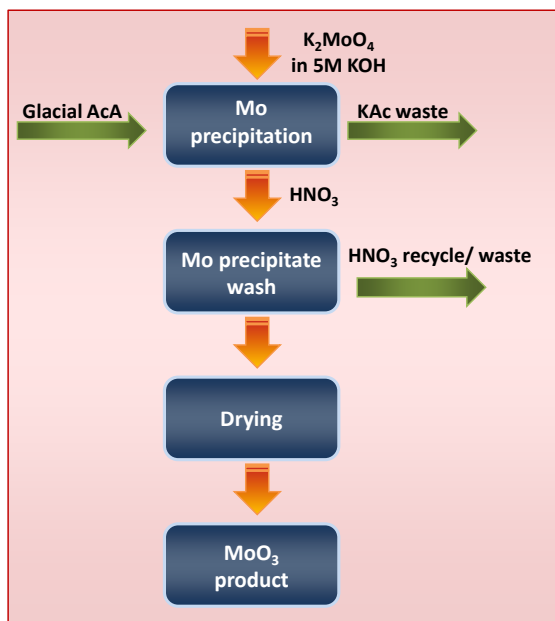 K₂MoO₄
in 5M KOH
Glacial AcA
Mo
precipitation
KAc waste
HNO₃
Mo precipitate
wash
HNO₃ recycle/ waste
Drying
MoO₃
product